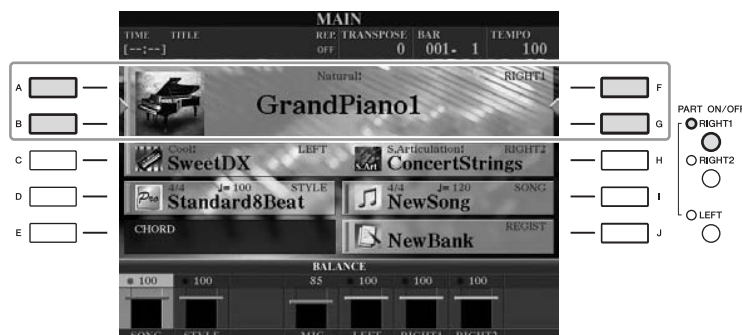 MAIN
TIME TITLE REP. TRANSPOSE BAR TEMPO
[--:--] OFF 0 001- 1 100
A Natural! RIGHT1 F
GrandPiano1
B G
PART ON/OFF
RIGHT1
RIGHT2
LEFT
C Cool! LEFT S.Articulation! RIGHT2 H
SweetDX S.Art ConcertStrings
D 4/4 ♩= 100 STYLE 4/4 ♩= 120 SONG I
Pro Standard8Beat NewSong
E CHORD REGIST J
NewBank
BALANCE
100 100 85 100 100 100
SONG STYLE MIC LEFT RIGHT1 RIGHT2